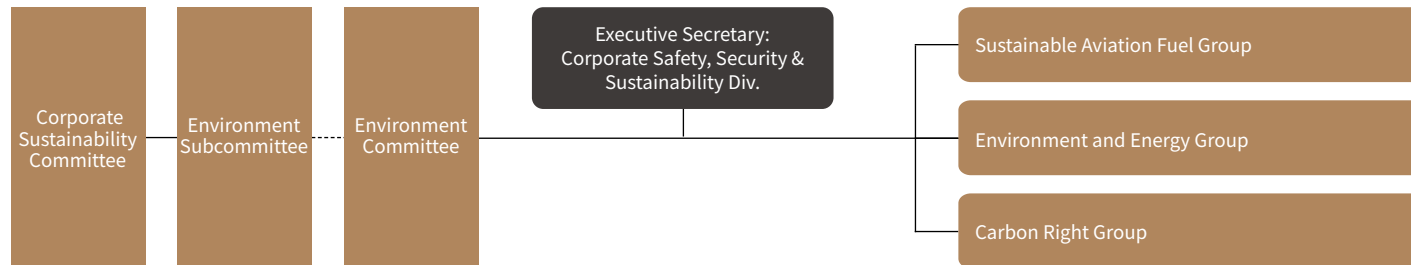 Corporate
Sustainability
Committee
Environment
Subcommittee
Environment
Committee
Executive Secretary:
Corporate Safety, Security &
Sustainability Div.
Sustainable Aviation Fuel Group
Environment and Energy Group
Carbon Right Group